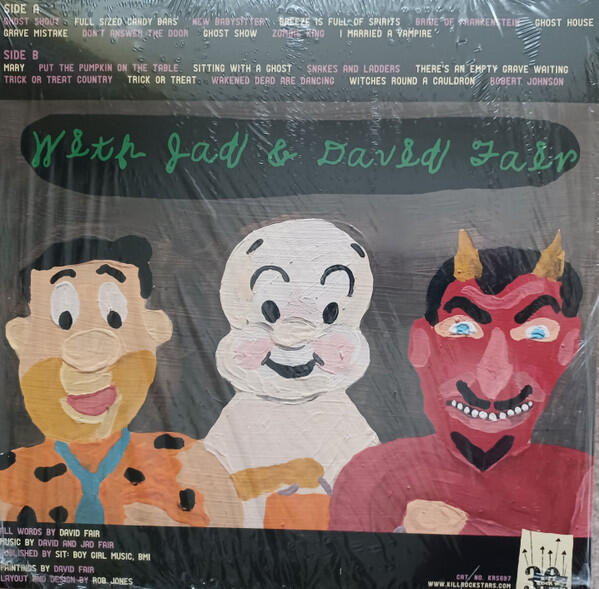 SIDE A
GHOST SHOUT FULL SIZED CANDY BARS NEW BABYSITTER BREEZE IS FULL OF SPIRITS BRIDE OF FRANKENSTEIN GHOST HOUSE
GRAVE MISTAKE DON'T ANSWER THE DOOR GHOST SHOW ZOMBIE KING I MARRIED A VAMPIRE
SIDE B
MARY PUT THE PUMPKIN ON THE TABLE SITTING WITH A GHOST SNAKES AND LADDERS THERE'S AN EMPTY GRAVE WAITING
TRICK OR TREAT COUNTRY TRICK OR TREAT WAKENED DEAD ARE DANCING WITCHES ROUND A CAULDRON ROBERT JOHNSON
With Jad & David Fair
ALL WORDS BY DAVID FAIR
MUSIC BY DAVID AND JAD FAIR
PUBLISHED BY SIT: BOY GIRL MUSIC, BMI
PAINTINGS BY DAVID FAIR
LAYOUT AND DESIGN BY ROB JONES
CAT. NO. KRS697
WWW.KILLROCKSTARS.COM